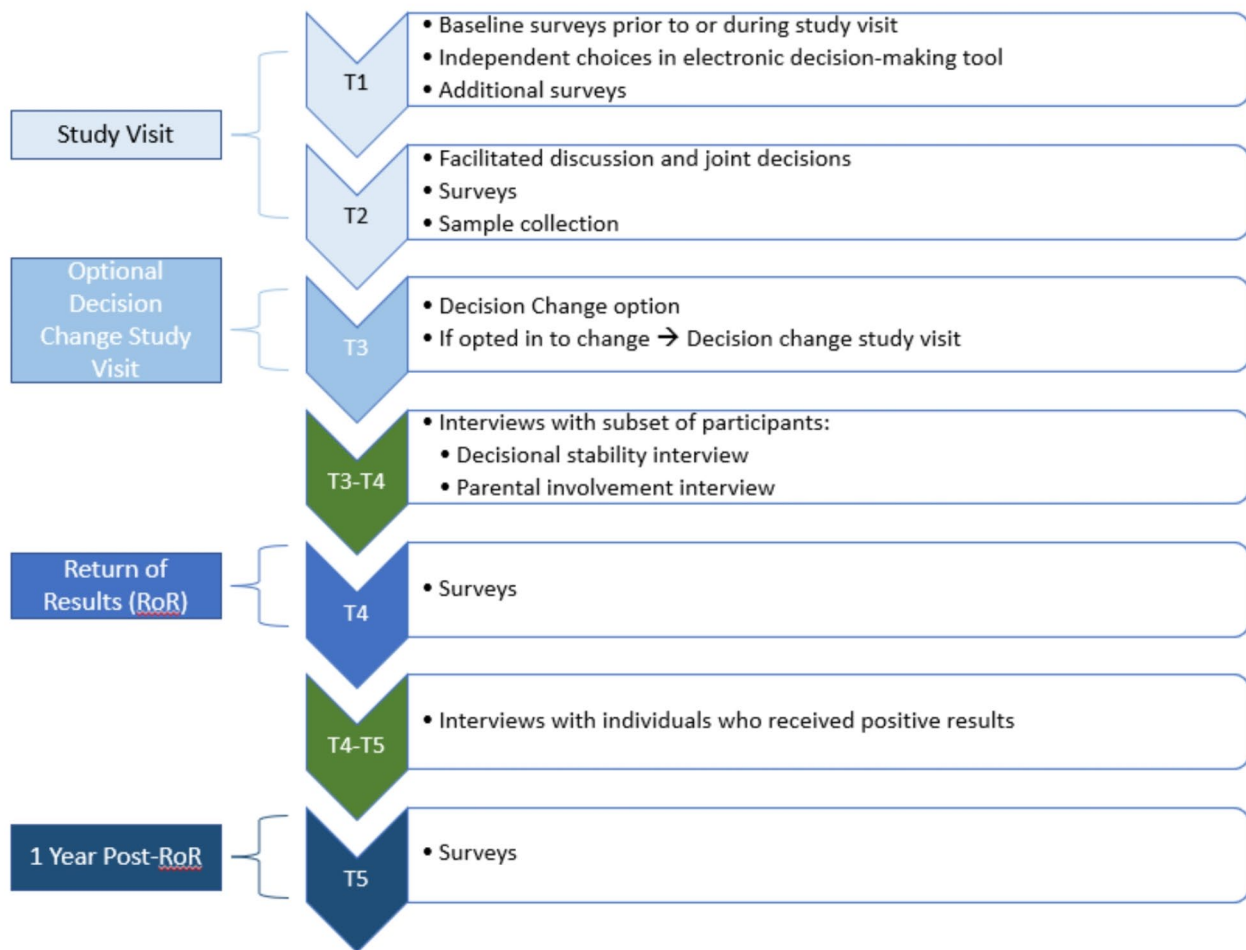 • Baseline surveys prior to or during study visit
• Independent choices in electronic decision-making tool
• Additional surveys
T1
Study Visit
• Facilitated discussion and joint decisions
• Surveys
• Sample collection
T2
Optional
Decision
Change Study
Visit
• Decision Change option
• If opted in to change → Decision change study visit
T3
• Interviews with subset of participants:
• Decisional stability interview
• Parental involvement interview
T3-T4
Return of
Results (RoR)
• Surveys
T4
• Interviews with individuals who received positive results
T4-T5
1 Year Post-RoR
• Surveys
T5